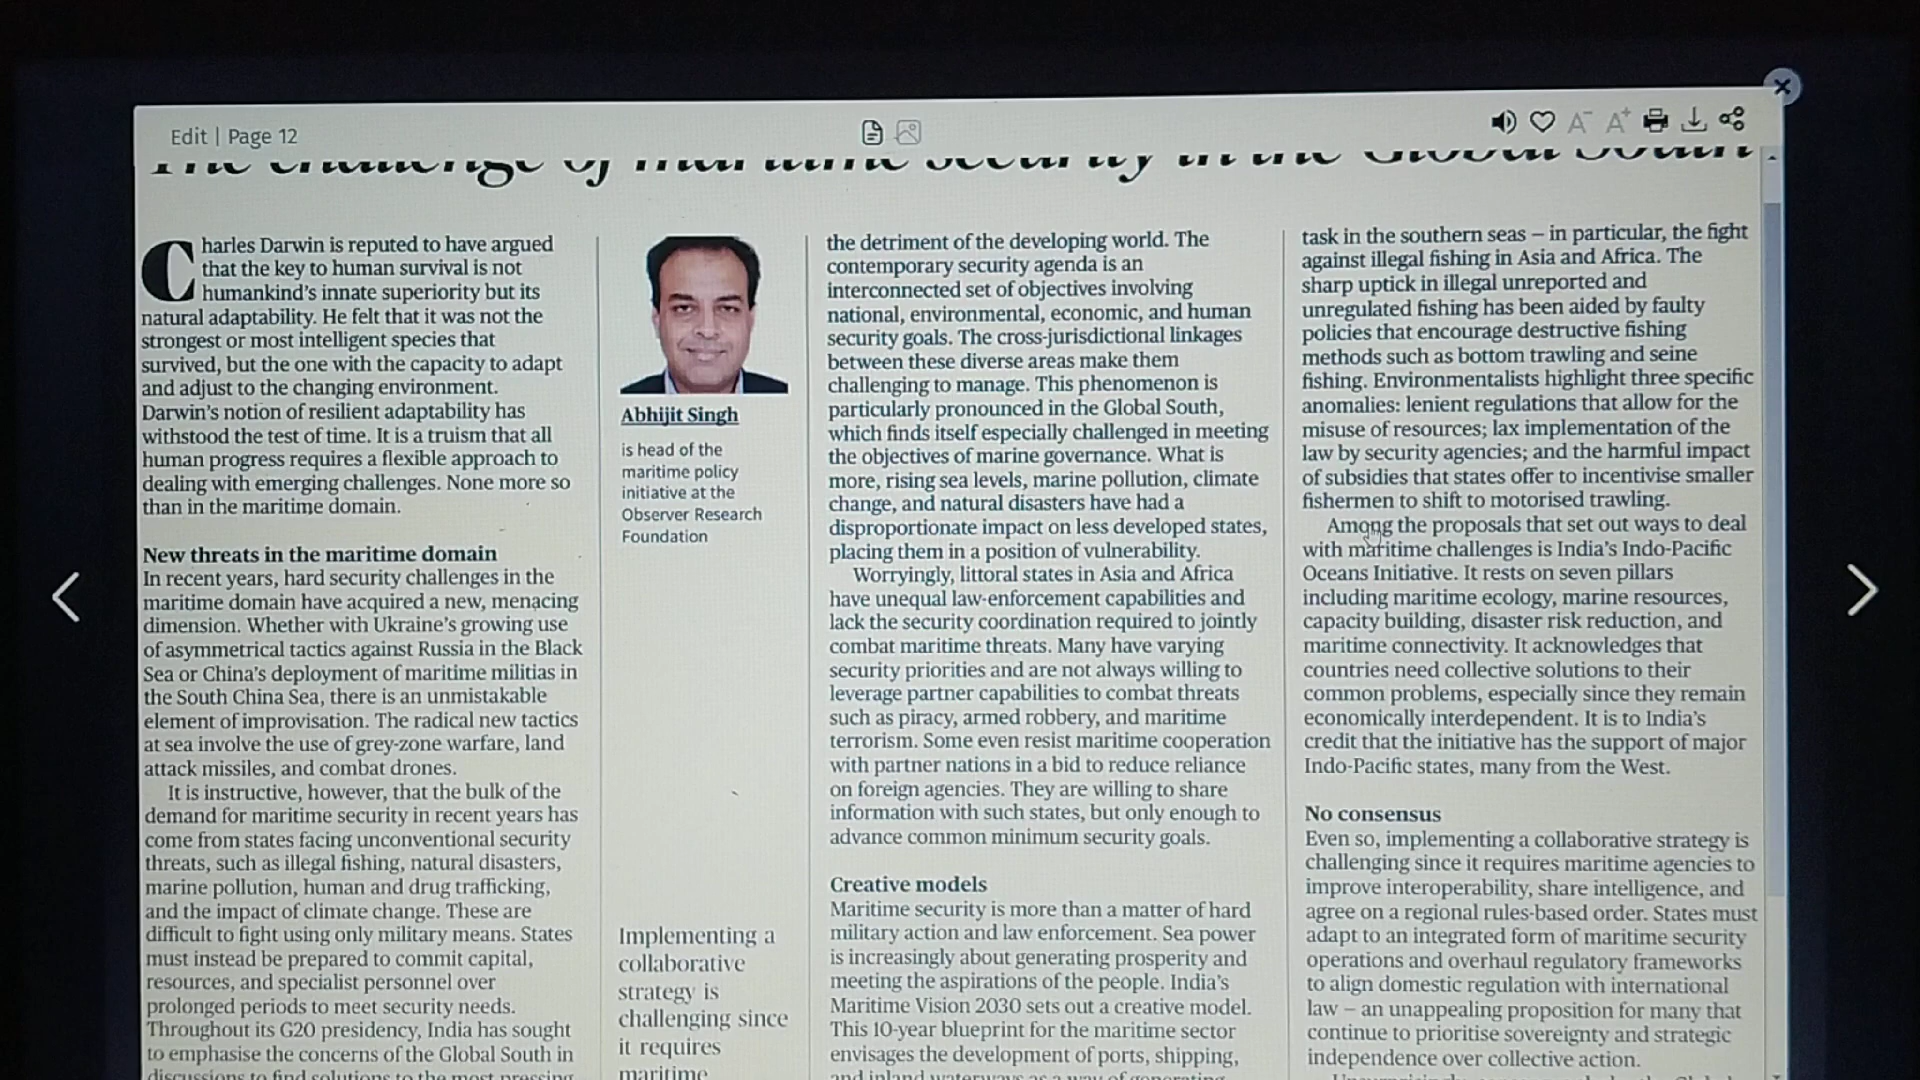 Edit | Page 12
The challenge of maritime security in the Global South
Charles Darwin is reputed to have argued
that the key to human survival is not
humankind's innate superiority but its
natural adaptability. He felt that it was not the
strongest or most intelligent species that
survived, but the one with the capacity to adapt
and adjust to the changing environment.
Darwin's notion of resilient adaptability has
withstood the test of time. It is a truism that all
human progress requires a flexible approach to
dealing with emerging challenges. None more so
than in the maritime domain.
New threats in the maritime domain
In recent years, hard security challenges in the
maritime domain have acquired a new, menacing
dimension. Whether with Ukraine's growing use
of asymmetrical tactics against Russia in the Black
Sea or China's deployment of maritime militias in
the South China Sea, there is an unmistakable
element of improvisation. The radical new tactics
at sea involve the use of grey-zone warfare, land
attack missiles, and combat drones.
It is instructive, however, that the bulk of the
demand for maritime security in recent years has
come from states facing unconventional security
threats, such as illegal fishing, natural disasters,
marine pollution, human and drug trafficking,
and the impact of climate change. These are
difficult to fight using only military means. States
must instead be prepared to commit capital,
resources, and specialist personnel over
prolonged periods to meet security needs.
Throughout its G20 presidency, India has sought
to emphasise the concerns of the Global South in
discussions to find solutions to the most pressing
Abhijit Singh
is head of the
maritime policy
initiative at the
Observer Research
Foundation
Implementing a
collaborative
strategy is
challenging since
it requires
maritime
the detriment of the developing world. The
contemporary security agenda is an
interconnected set of objectives involving
national, environmental, economic, and human
security goals. The cross-jurisdictional linkages
between these diverse areas make them
challenging to manage. This phenomenon is
particularly pronounced in the Global South,
which finds itself especially challenged in meeting
the objectives of marine governance. What is
more, rising sea levels, marine pollution, climate
change, and natural disasters have had a
disproportionate impact on less developed states,
placing them in a position of vulnerability.
Worryingly, littoral states in Asia and Africa
have unequal law-enforcement capabilities and
lack the security coordination required to jointly
combat maritime threats. Many have varying
security priorities and are not always willing to
leverage partner capabilities to combat threats
such as piracy, armed robbery, and maritime
terrorism. Some even resist maritime cooperation
with partner nations in a bid to reduce reliance
on foreign agencies. They are willing to share
information with such states, but only enough to
advance common minimum security goals.
Creative models
Maritime security is more than a matter of hard
military action and law enforcement. Sea power
is increasingly about generating prosperity and
meeting the aspirations of the people. India's
Maritime Vision 2030 sets out a creative model.
This 10-year blueprint for the maritime sector
envisages the development of ports, shipping,
and inland waterways as a way of generating
task in the southern seas – in particular, the fight
against illegal fishing in Asia and Africa. The
sharp uptick in illegal unreported and
unregulated fishing has been aided by faulty
policies that encourage destructive fishing
methods such as bottom trawling and seine
fishing. Environmentalists highlight three specific
anomalies: lenient regulations that allow for the
misuse of resources; lax implementation of the
law by security agencies; and the harmful impact
of subsidies that states offer to incentivise smaller
fishermen to shift to motorised trawling.
Among the proposals that set out ways to deal
with maritime challenges is India's Indo-Pacific
Oceans Initiative. It rests on seven pillars
including maritime ecology, marine resources,
capacity building, disaster risk reduction, and
maritime connectivity. It acknowledges that
countries need collective solutions to their
common problems, especially since they remain
economically interdependent. It is to India's
credit that the initiative has the support of major
Indo-Pacific states, many from the West.
No consensus
Even so, implementing a collaborative strategy is
challenging since it requires maritime agencies to
improve interoperability, share intelligence, and
agree on a regional rules-based order. States must
adapt to an integrated form of maritime security
operations and overhaul regulatory frameworks
to align domestic regulation with international
law – an unappealing proposition for many that
continue to prioritise sovereignty and strategic
independence over collective action.